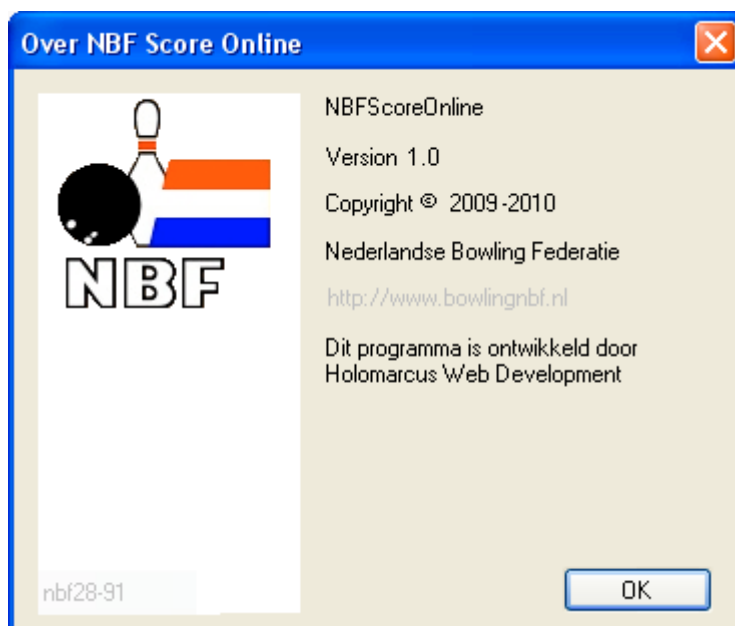 Over NBF Score Online
NBFScoreOnline
Version 1.0
Copyright © 2009-2010
Nederlandse Bowling Federatie
http://www.bowlingnbf.nl
Dit programma is ontwikkeld door
Holomarcus Web Development
NBF
nbf28-91
OK